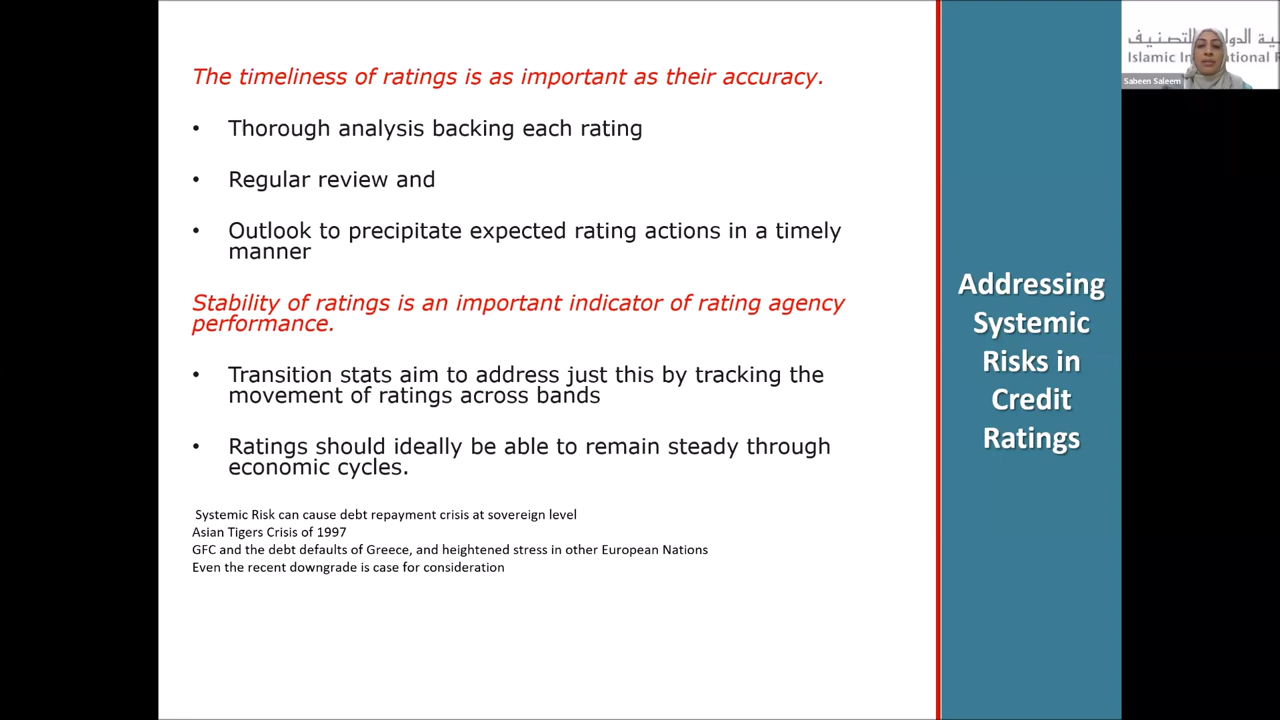 The timeliness of ratings is as important as their accuracy.
• Thorough analysis backing each rating
• Regular review and
• Outlook to precipitate expected rating actions in a timely
manner
Stability of ratings is an important indicator of rating agency
performance.
• Transition stats aim to address just this by tracking the
movement of ratings across bands
• Ratings should ideally be able to remain steady through
economic cycles.
Systemic Risk can cause debt repayment crisis at sovereign level
Asian Tigers Crisis of 1997
GFC and the debt defaults of Greece, and heightened stress in other European Nations
Even the recent downgrade is case for consideration
Addressing
Systemic
Risks in
Credit
Ratings
للتصنيف
Islamic In ational R
Sabeen Saleem